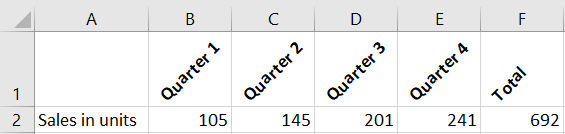 A B C D E F
1 Quarter 1 Quarter 2 Quarter 3 Quarter 4 Total
2 Sales in units 105 145 201 241 692